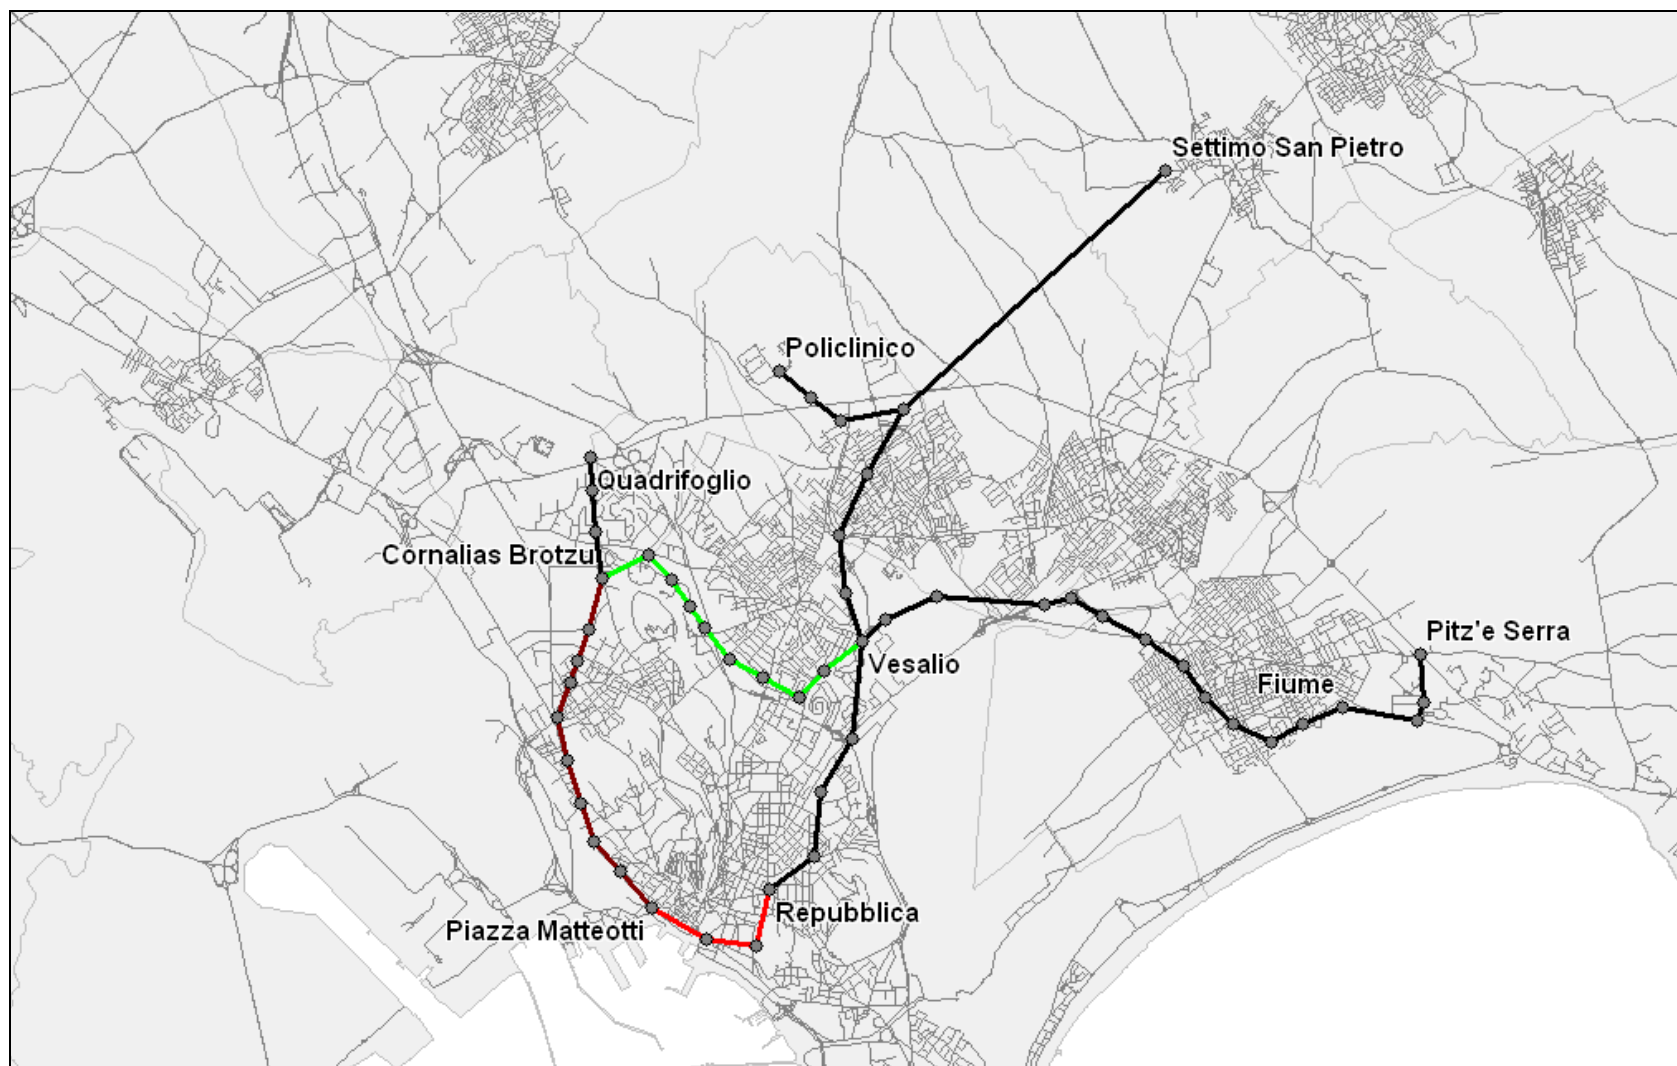 Settimo San Pietro
Policlinico
Quadrifoglio
Cornalias Brotzu
Pitz'e Serra
Vesalio
Fiume
Repubblica
Piazza Matteotti